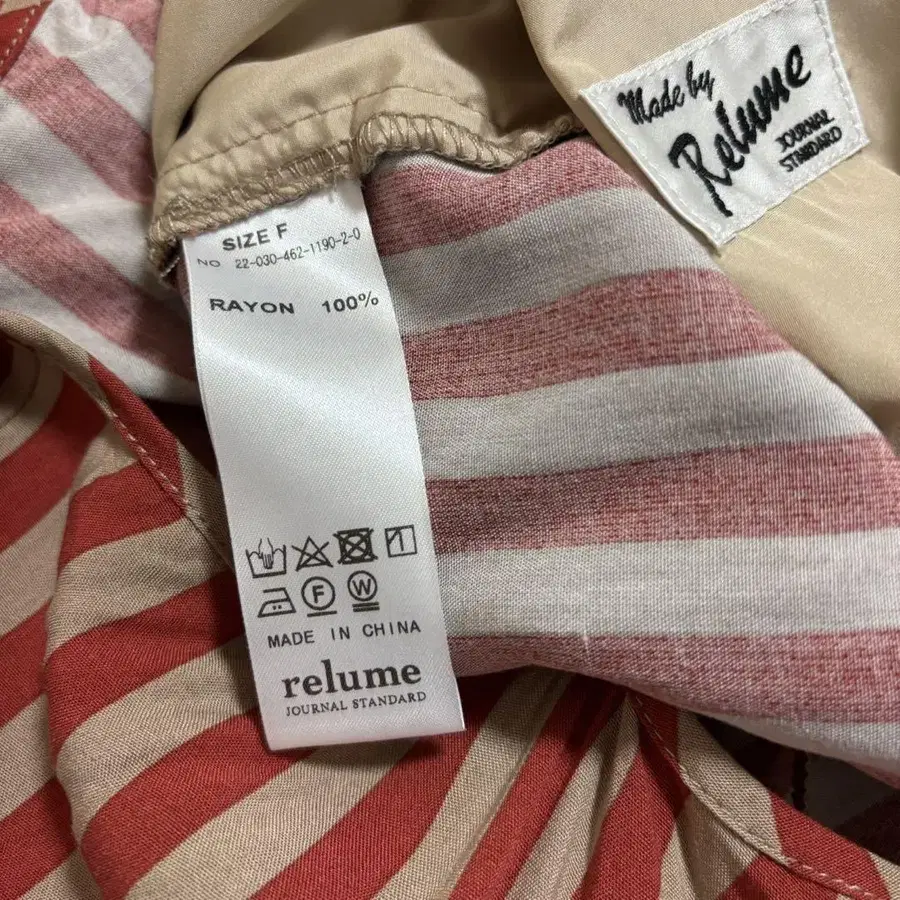 Made by
Relume
JOURNAL
STANDARD
SIZE F
NO 22-030-462-1190-2-0
RAYON 100%
F W
MADE IN CHINA
relume
JOURNAL STANDARD